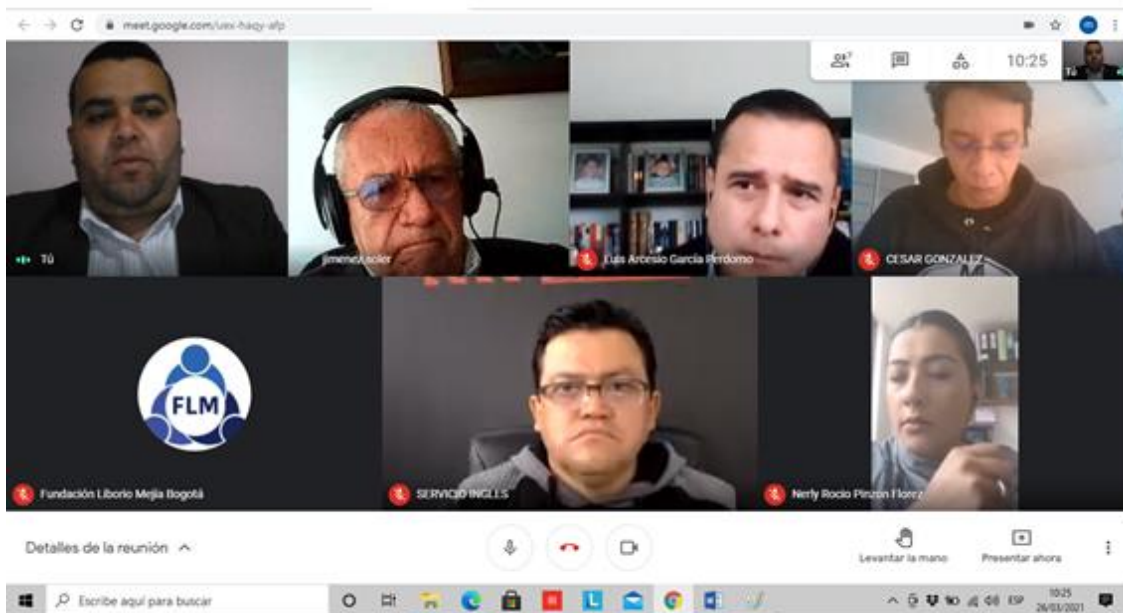 meet.google.com/uex-haqy-afp
10:25
Tú
Tú
jimenez soler
Luis Arcesio García Perdomo
CESAR GONZALEZ
FLM
Fundación Liborio Mejía Bogotá
SERVICIO INGLES
Nerly Rocio Pinzon Florez
Detalles de la reunión
Levantar la mano
Presentar ahora
Escribe aquí para buscar
ESP
10:25
26/03/2021